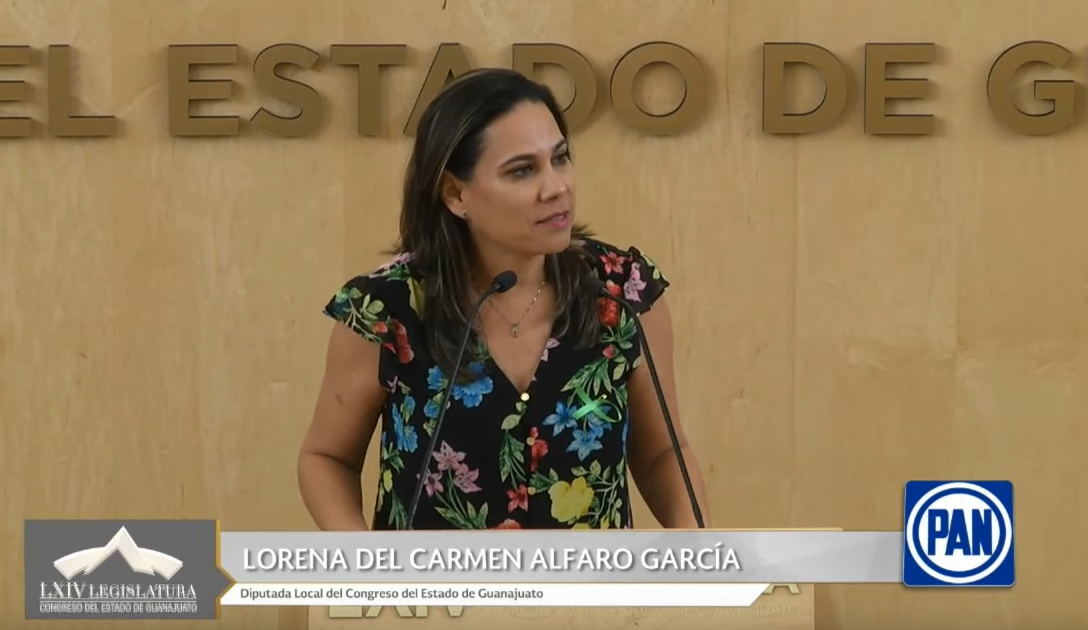 EL ESTADO DE G
LORENA DEL CARMEN ALFARO GARCÍA
PAN
LXIV LEGISLATURA
CONGRESO DEL ESTADO DE GUANAJUATO
Diputada Local del Congreso del Estado de Guanajuato
LXIV